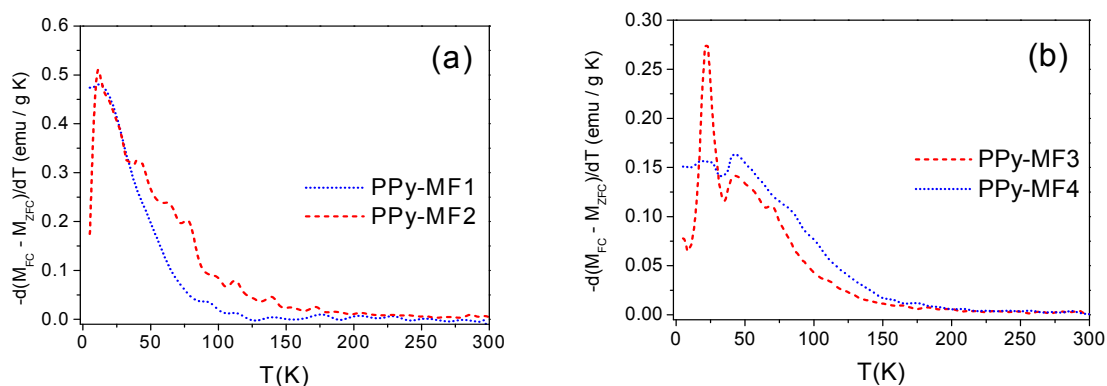 (a)
-d(M_FC - M_ZFC)/dT (emu / g K)
0.6
0.5
0.4
0.3
0.2
0.1
0.0
PPy-MF1
PPy-MF2
0 50 100 150 200 250 300
T(K)
(b)
-d(M_FC - M_ZFC)/dT (emu / g K)
0.30
0.25
0.20
0.15
0.10
0.05
0.00
PPy-MF3
PPy-MF4
0 50 100 150 200 250 300
T(K)